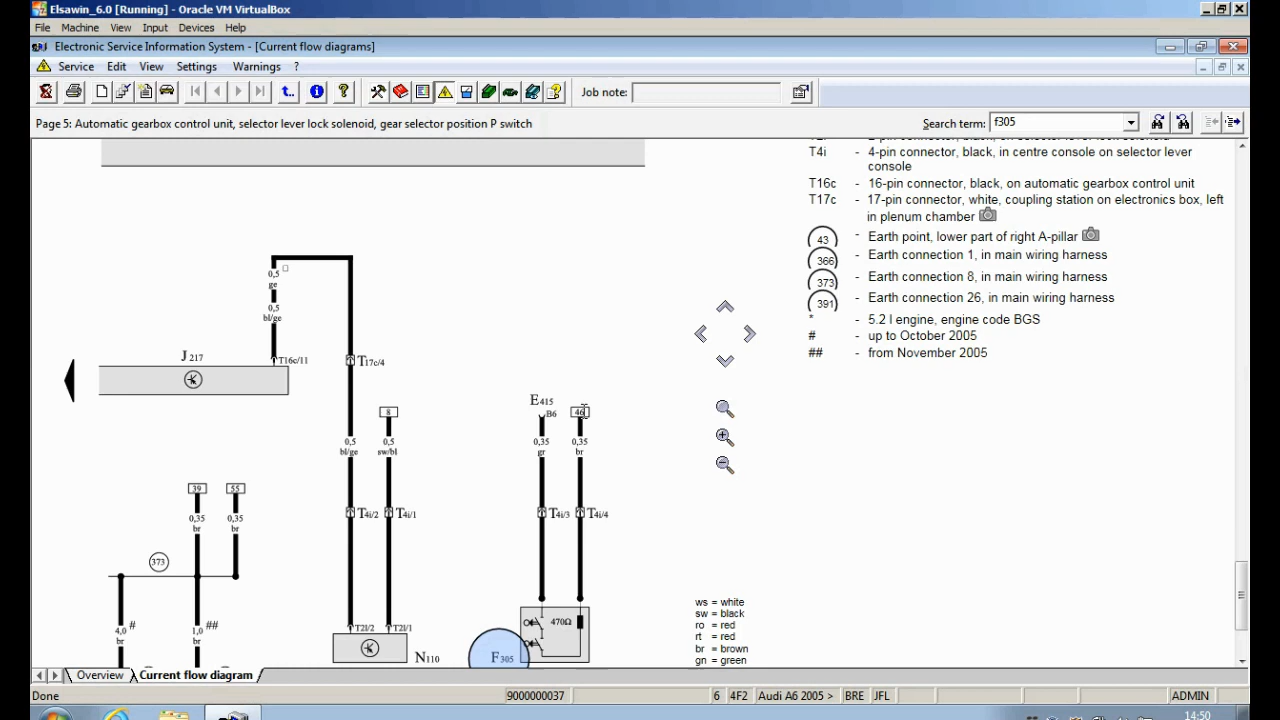 Elsawin_6.0 [Running] - Oracle VM VirtualBox
File Machine View Input Devices Help
Electronic Service Information System - [Current flow diagrams]
Service Edit View Settings Warnings ?
Job note:
Page 5: Automatic gearbox control unit, selector lever lock solenoid, gear selector position P switch
Search term: f305
T4i - 4-pin connector, black, in centre console on selector lever
console
T16c - 16-pin connector, black, on automatic gearbox control unit
T17c - 17-pin connector, white, coupling station on electronics box, left
in plenum chamber
43 - Earth point, lower part of right A-pillar
366 - Earth connection 1, in main wiring harness
373 - Earth connection 8, in main wiring harness
391 - Earth connection 26, in main wiring harness
* - 5.2 l engine, engine code BGS
# - up to October 2005
## - from November 2005
0,5
ge
0,5
bl/ge
J 217
T16c/11
T17c/4
K
8
E415
B6
46
0,5
bl/ge
0,5
sw/bl
0,35
gr
0,35
br
39
55
T4i/2
T4i/1
T4i/3
T4i/4
0,35
br
0,35
br
373
4,0
br
#
1,0
br
##
T2l/2
T2l/1
N110
470Ω
F305
ws = white
sw = black
ro = red
rt = red
br = brown
gn = green
Overview
Current flow diagram
Done
9000000037
6
4F2
Audi A6 2005 >
BRE
JFL
ADMIN
14:50